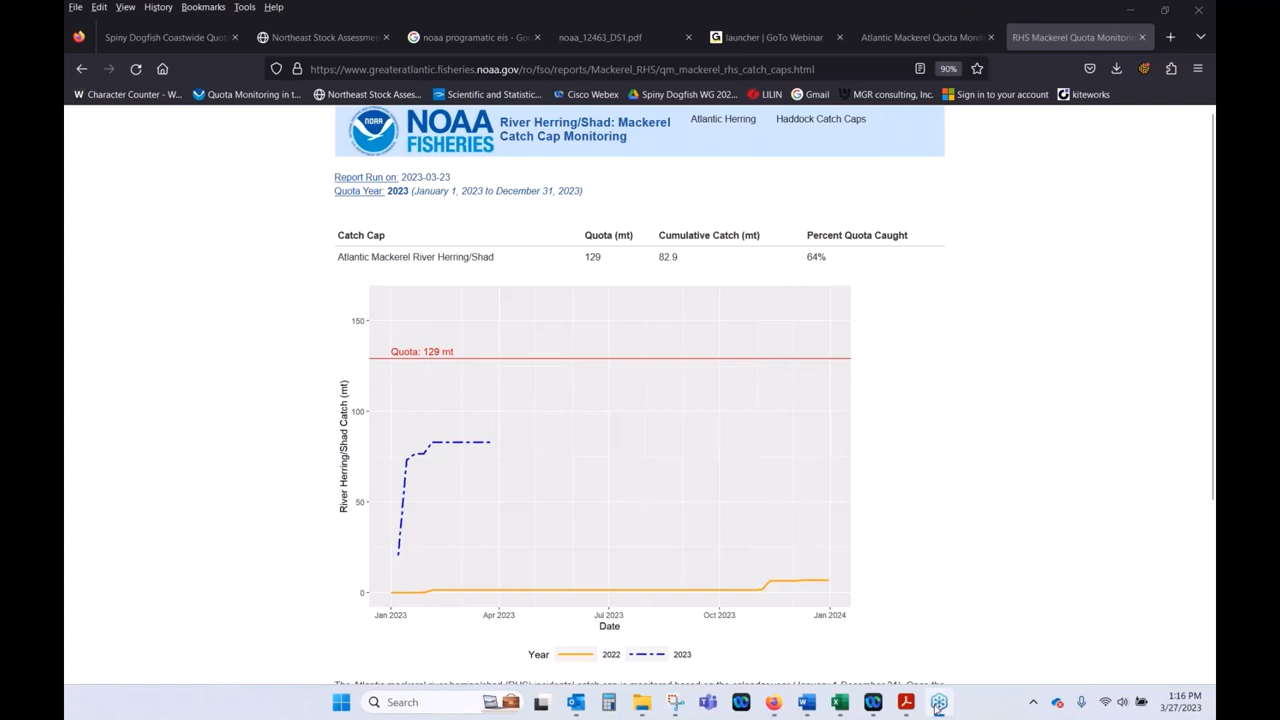 File Edit View History Bookmarks Tools Help
Spiny Dogfish Coastwide Quot
Northeast Stock Assessme
noaa programatic eis - Goo
noaa_12463_DS1.pdf
launcher | GoTo Webinar
Atlantic Mackerel Quota Monit
RHS Mackerel Quota Monitorin
https://www.greateratlantic.fisheries.noaa.gov/ro/fso/reports/Mackerel_RHS/qm_mackerel_rhs_catch_caps.html
90%
Character Counter - W...
Quota Monitoring in t...
Northeast Stock Asses...
Scientific and Statistic...
Cisco Webex
Spiny Dogfish WG 202...
LILIN
Gmail
MGR consulting, Inc.
Sign in to your account
kiteworks
NOAA
FISHERIES
River Herring/Shad: Mackerel
Catch Cap Monitoring
Atlantic Herring
Haddock Catch Caps
Report Run on: 2023-03-23
Quota Year: 2023 (January 1, 2023 to December 31, 2023)
Catch Cap Quota (mt) Cumulative Catch (mt) Percent Quota Caught
Atlantic Mackerel River Herring/Shad 129 82.9 64%
150
Quota: 129 mt
100
50
0
River Herring/Shad Catch (mt)
Jan 2023 Apr 2023 Jul 2023 Oct 2023 Jan 2024
Date
Year 2022 2023
Search
1:16 PM
3/27/2023